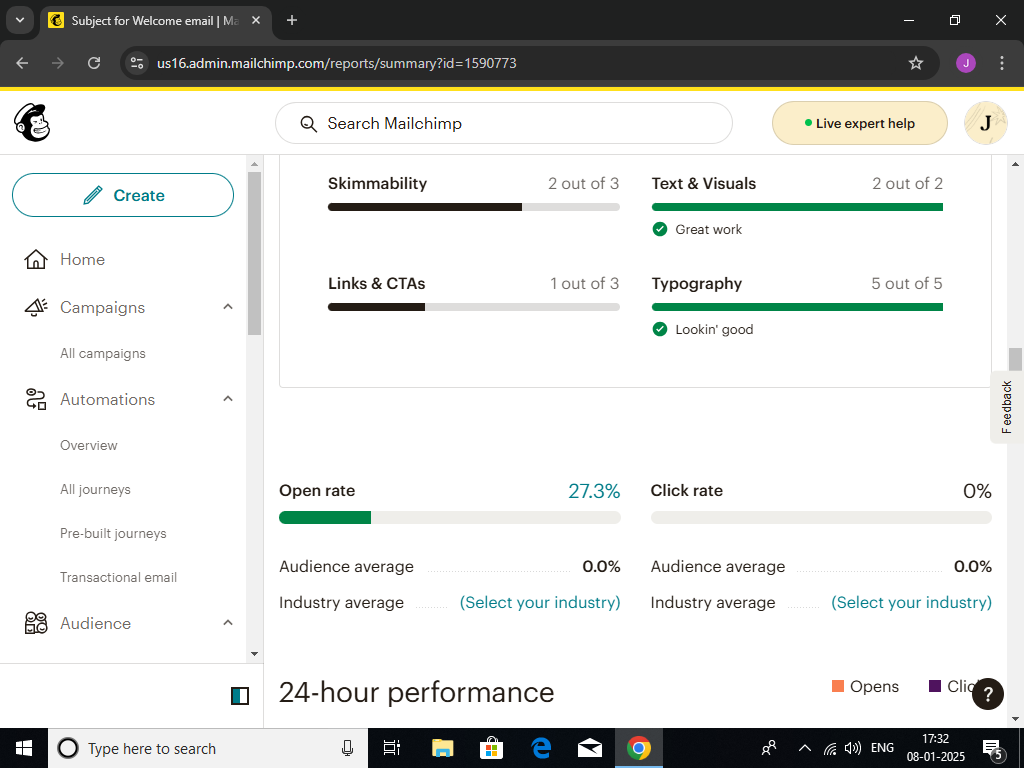 Subject for Welcome email | Ma
us16.admin.mailchimp.com/reports/summary?id=1590773
J
Search Mailchimp
Live expert help
J
Create
Home
Campaigns
All campaigns
Automations
Overview
All journeys
Pre-built journeys
Transactional email
Audience
Skimmability 2 out of 3
Text & Visuals 2 out of 2
Great work
Links & CTAs 1 out of 3
Typography 5 out of 5
Lookin' good
Feedback
Open rate 27.3%
Click rate 0%
Audience average 0.0%
Audience average 0.0%
Industry average (Select your industry)
Industry average (Select your industry)
24-hour performance
Opens
Clic
?
Type here to search
ENG
17:32
08-01-2025
5